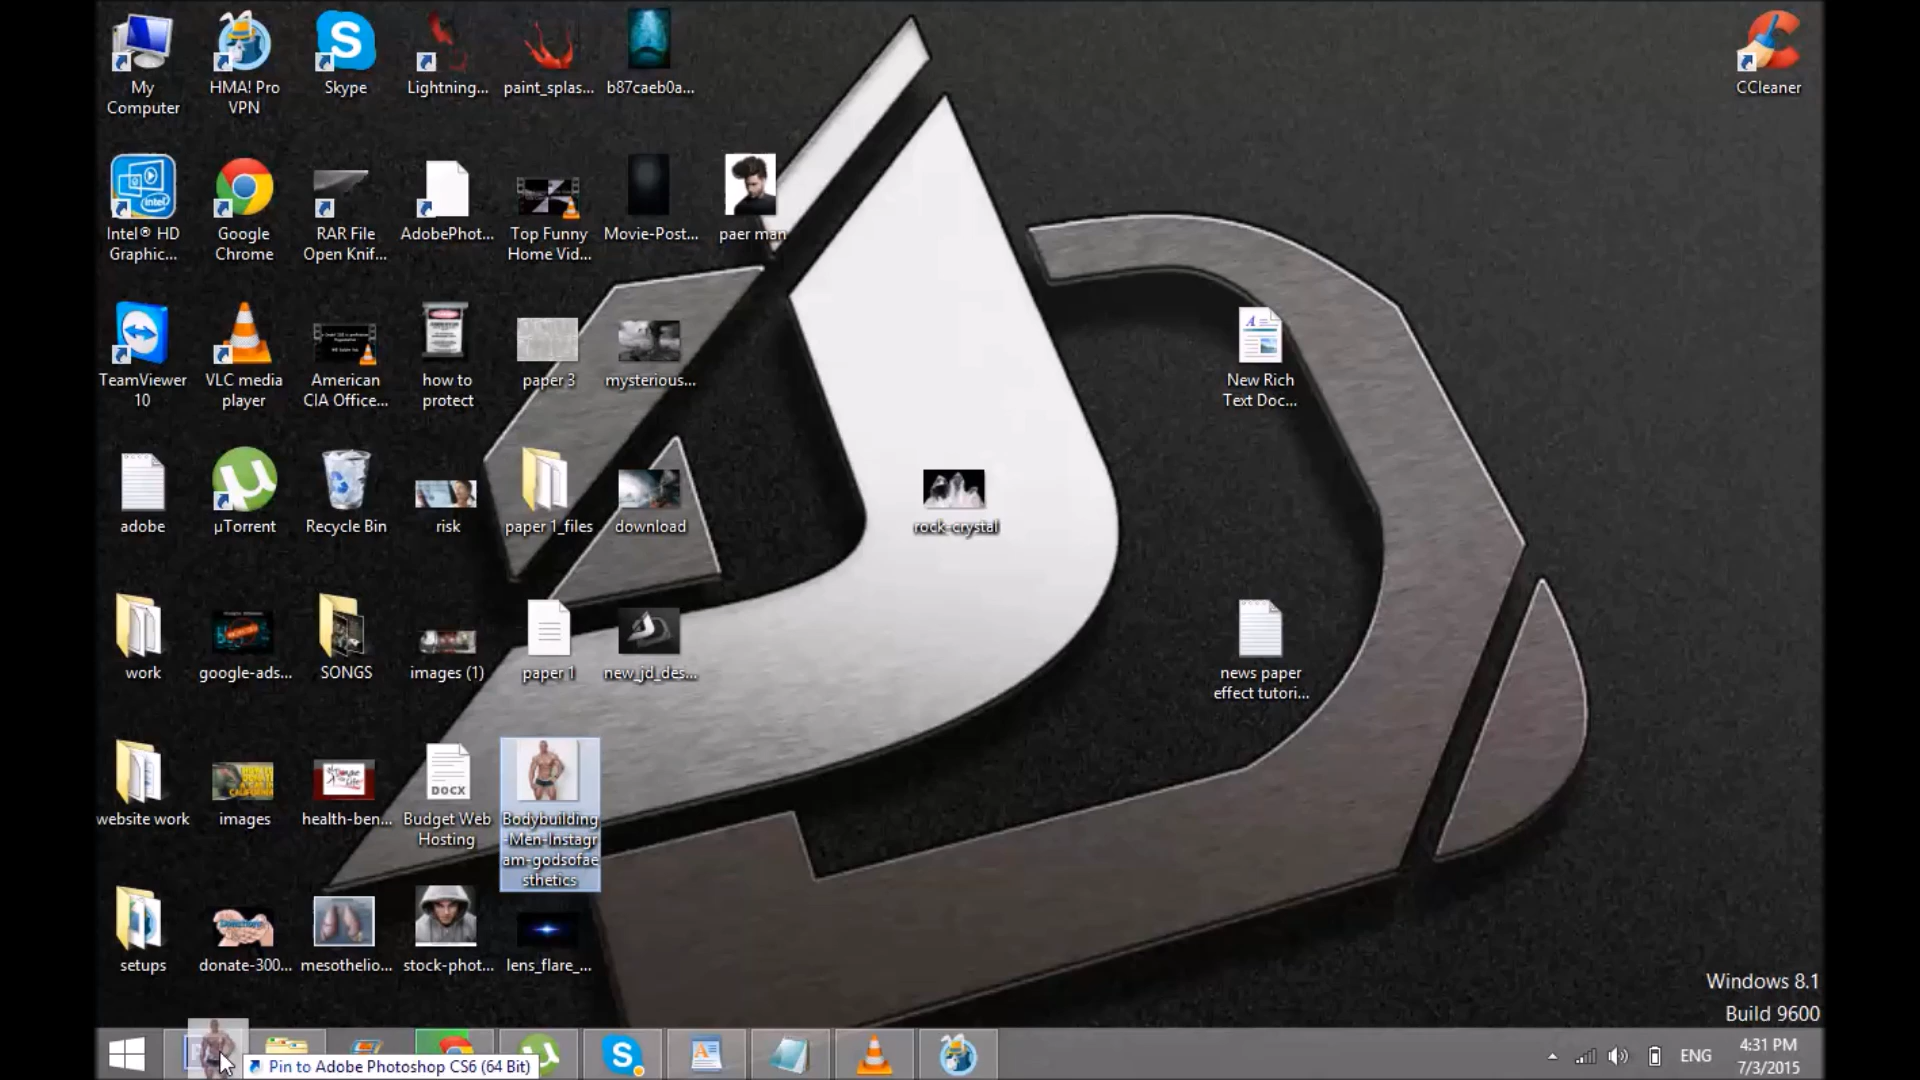 My
Computer
HMA! Pro
VPN
Skype
Lightning...
paint_splas...
b87caeb0a...
CCleaner
Intel® HD
Graphic...
Google
Chrome
RAR File
Open Knif...
AdobePhot...
Top Funny
Home Vid...
Movie-Post...
paer man
TeamViewer
10
VLC media
player
American
CIA Office...
how to
protect
paper 3
mysterious...
New Rich
Text Doc...
adobe
µTorrent
Recycle Bin
risk
paper 1_files
download
rock-crystal
work
google-ads...
SONGS
images (1)
paper 1
new_jd_des...
news paper
effect tutori...
website work
images
health-ben...
DOCX
Budget Web
Hosting
Bodybuilding
-Men-Instagr
am-godsofae
sthetics
setups
donate-300...
mesothelio...
stock-phot...
lens_flare_...
Windows 8.1
Build 9600
Pin to Adobe Photoshop CS6 (64 Bit)
ENG
4:31 PM
7/3/2015